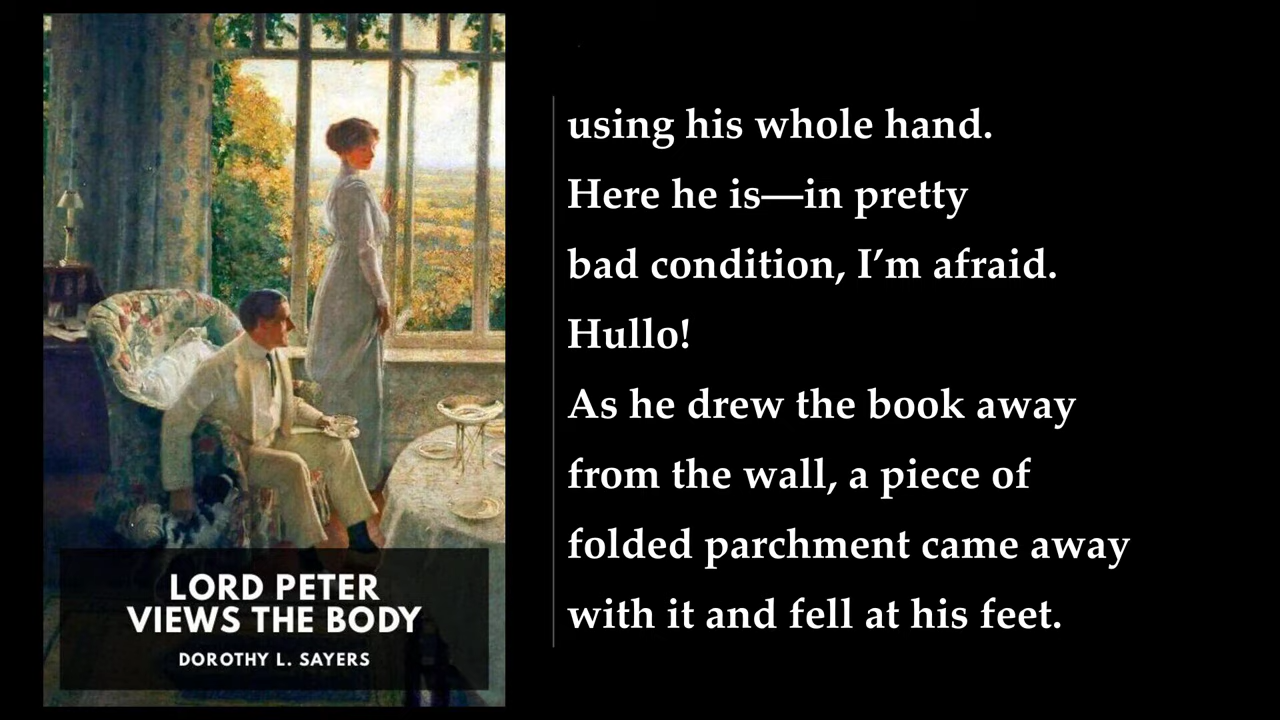 LORD PETER
VIEWS THE BODY
DOROTHY L. SAYERS
using his whole hand.
Here he is—in pretty
bad condition, I’m afraid.
Hullo!
As he drew the book away
from the wall, a piece of
folded parchment came away
with it and fell at his feet.